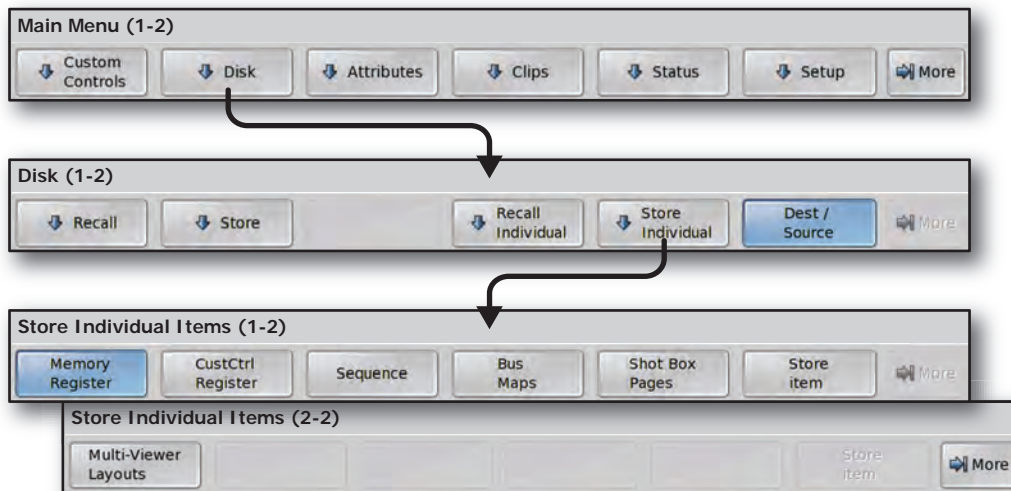 Main Menu (1-2)
Custom
Controls
Disk
Attributes
Clips
Status
Setup
More
Disk (1-2)
Recall
Store
Recall
Individual
Store
Individual
Dest /
Source
More
Store Individual Items (1-2)
Memory
Register
CustCtrl
Register
Sequence
Bus
Maps
Shot Box
Pages
Store
item
More
Store Individual Items (2-2)
Multi-Viewer
Layouts
Store
item
More